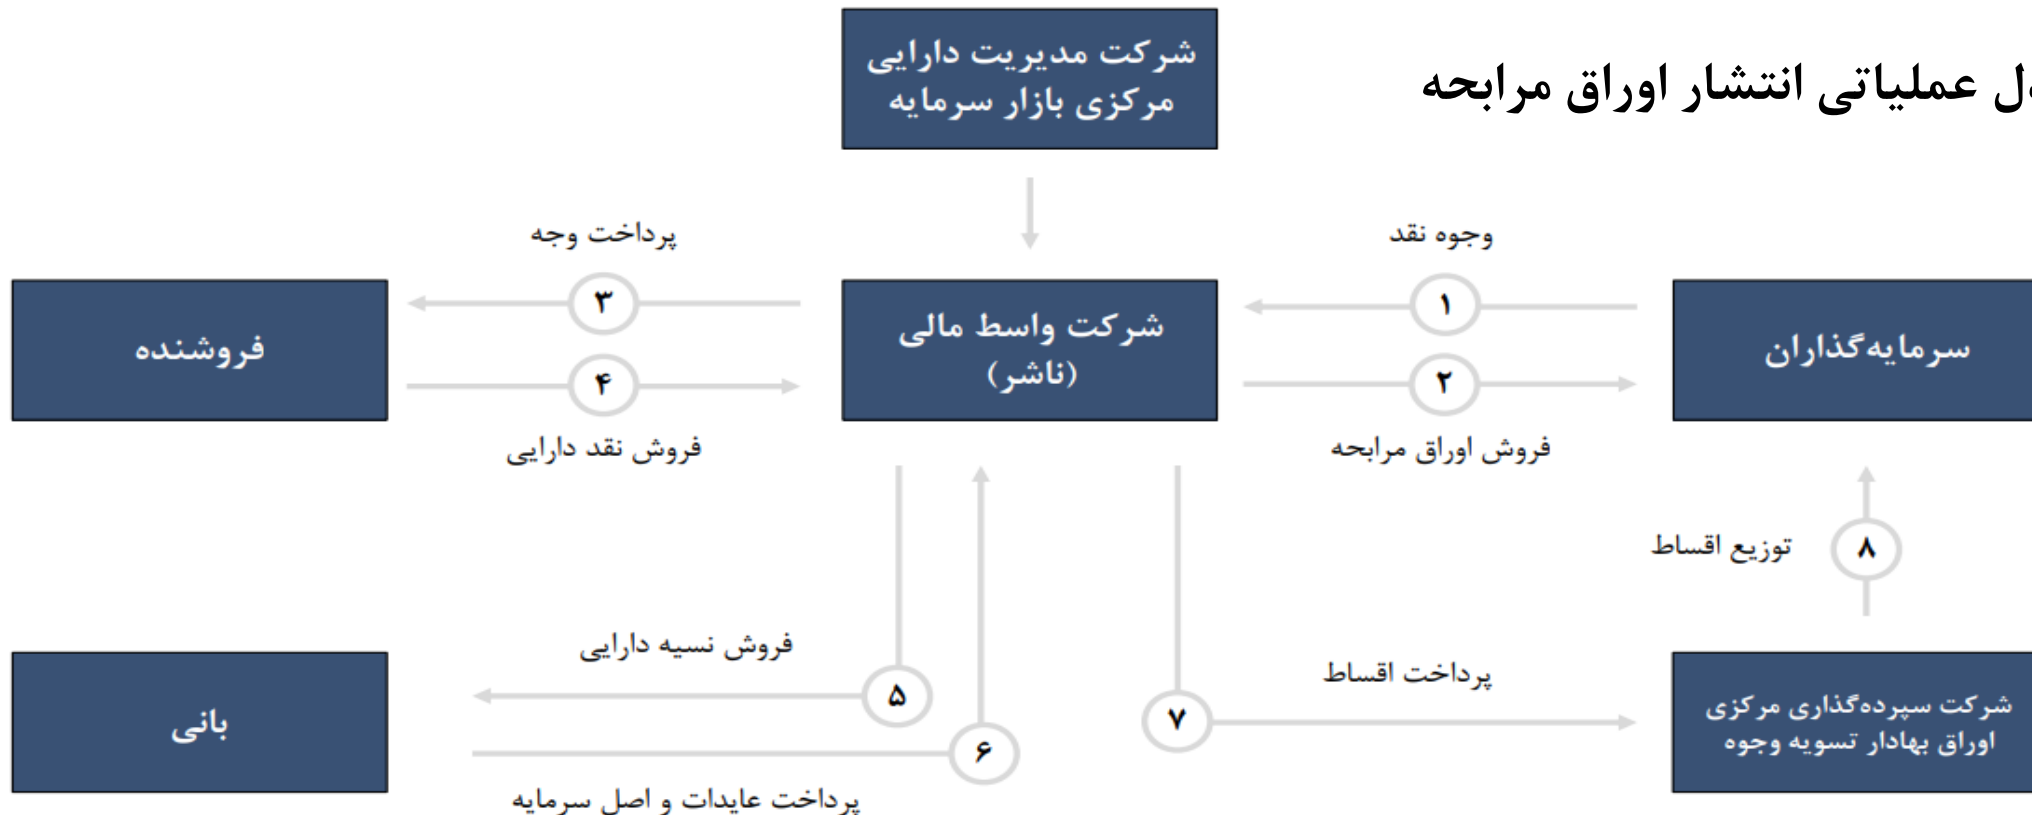 عملیاتی انتشار اوراق مرابحه
شرکت مدیریت دارایی
مرکزی بازار سرمایه
وجوه نقد
پرداخت وجه
۱
۳
سرمایه‌گذاران
شرکت واسط مالی
(ناشر)
فروشنده
۲
۴
فروش اوراق مرابحه
فروش نقد دارایی
توزیع اقساط
۸
فروش نسیه دارایی
پرداخت اقساط
۵
۷
۶
شرکت سپرده‌گذاری مرکزی
اوراق بهادار تسویه وجوه
بانی
پرداخت عایدات و اصل سرمایه